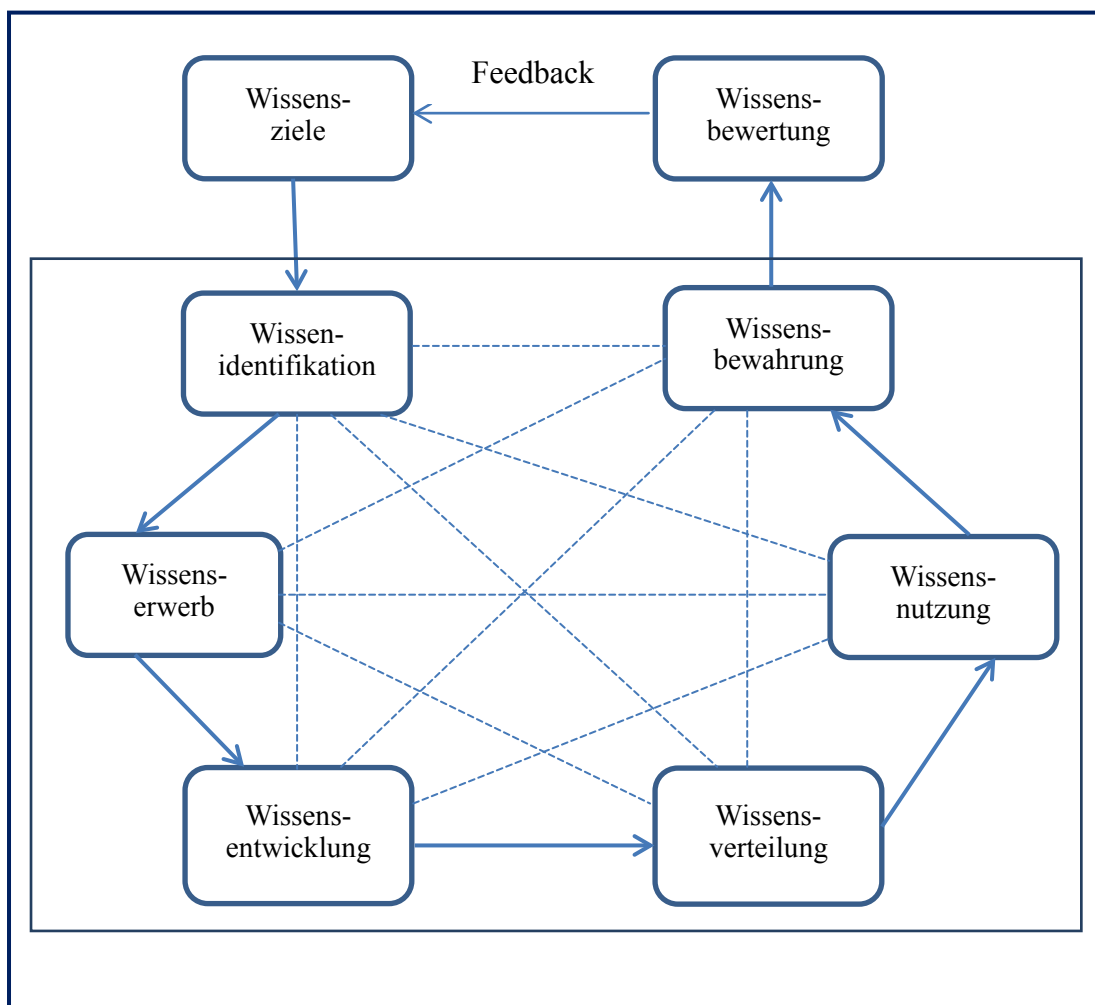 Wissens-
ziele
Feedback
Wissens-
bewertung
Wissen-
identifikation
Wissens-
bewahrung
Wissens-
erwerb
Wissens-
nutzung
Wissens-
entwicklung
Wissens-
verteilung